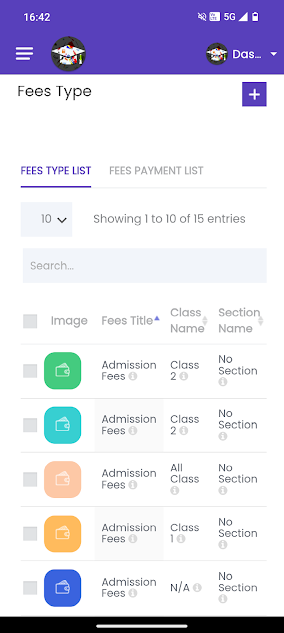 16:42
5G
Das...
Fees Type
+
FEES TYPE LIST FEES PAYMENT LIST
10 Showing 1 to 10 of 15 entries
Search...
Image Fees Title Class Name Section Name
Admission Fees Class 2 No Section
Admission Fees Class 2 No Section
Admission Fees All Class No Section
Admission Fees Class 1 No Section
Admission Fees N/A No Section